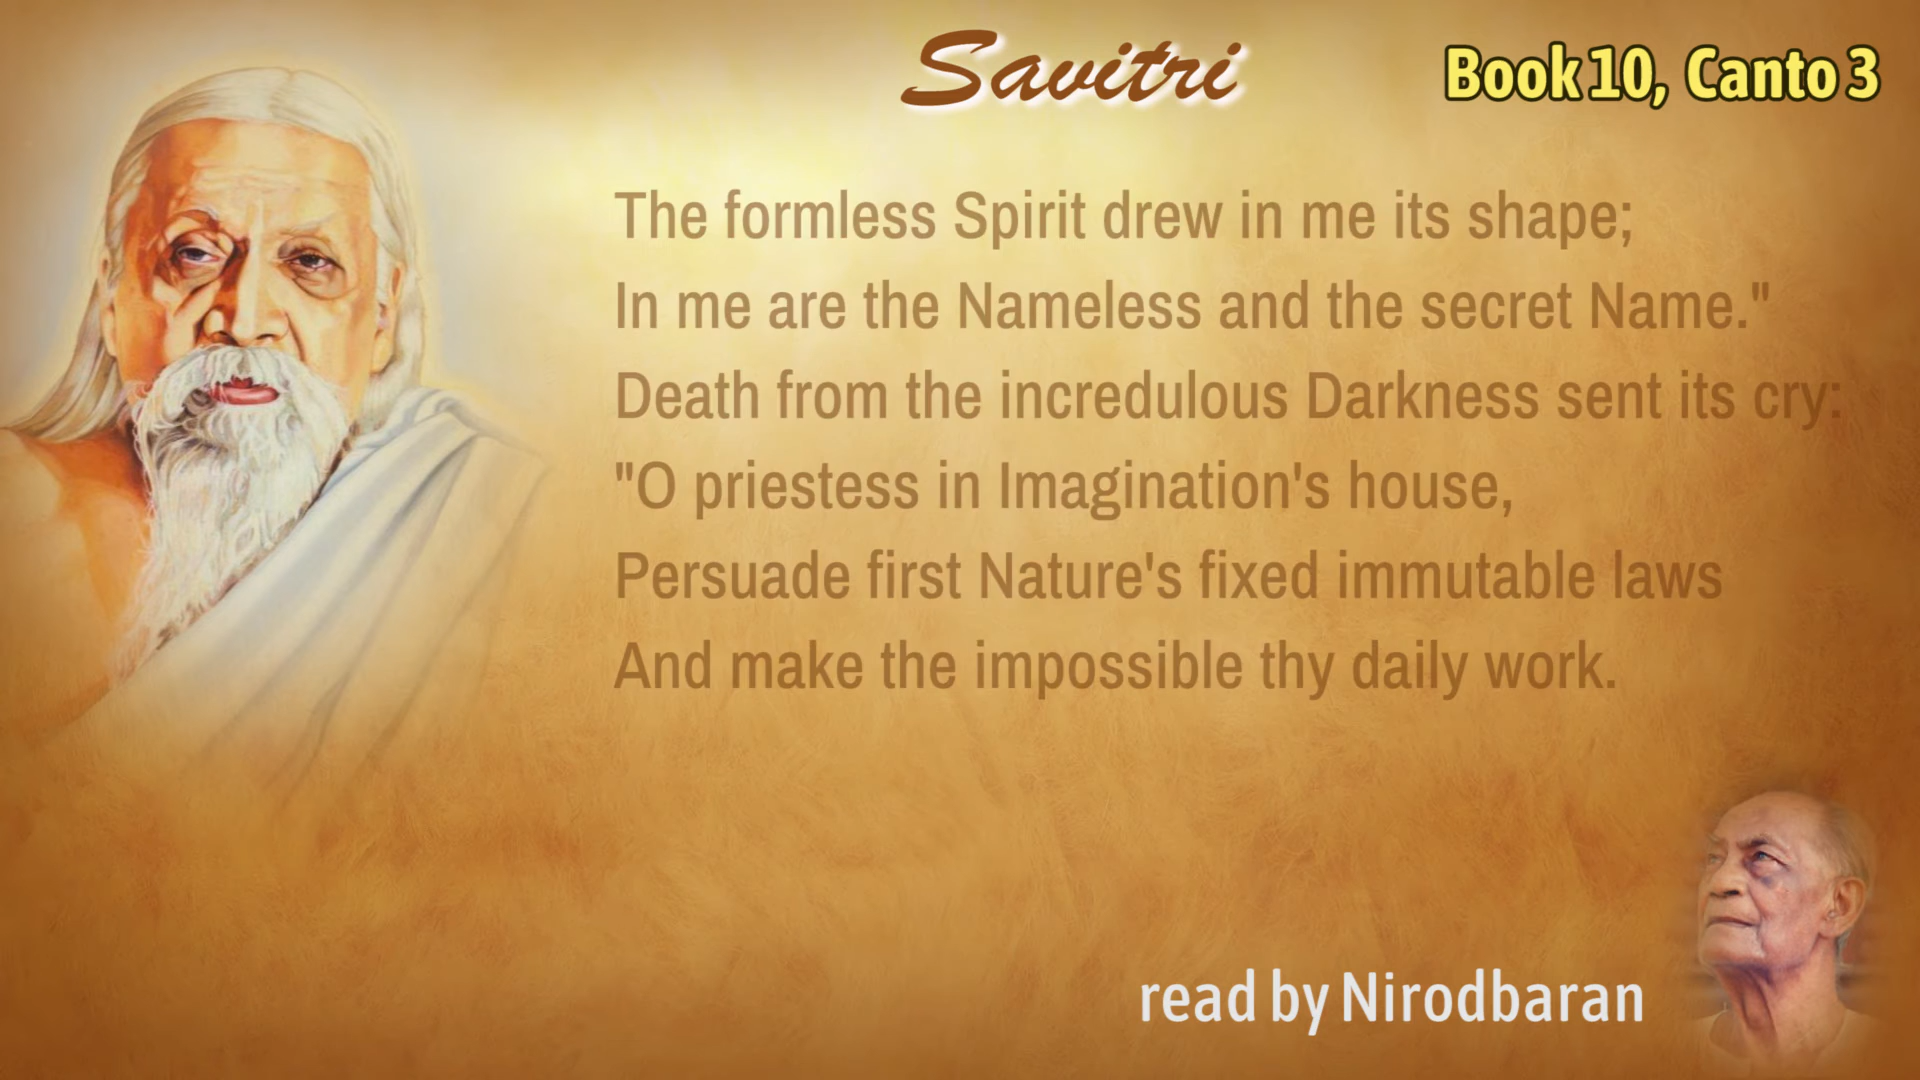 Savitri
Book 10, Canto 3
The formless Spirit drew in me its shape;
In me are the Nameless and the secret Name."
Death from the incredulous Darkness sent its cry:
"O priestess in Imagination's house,
Persuade first Nature's fixed immutable laws
And make the impossible thy daily work.
read by Nirodbaran